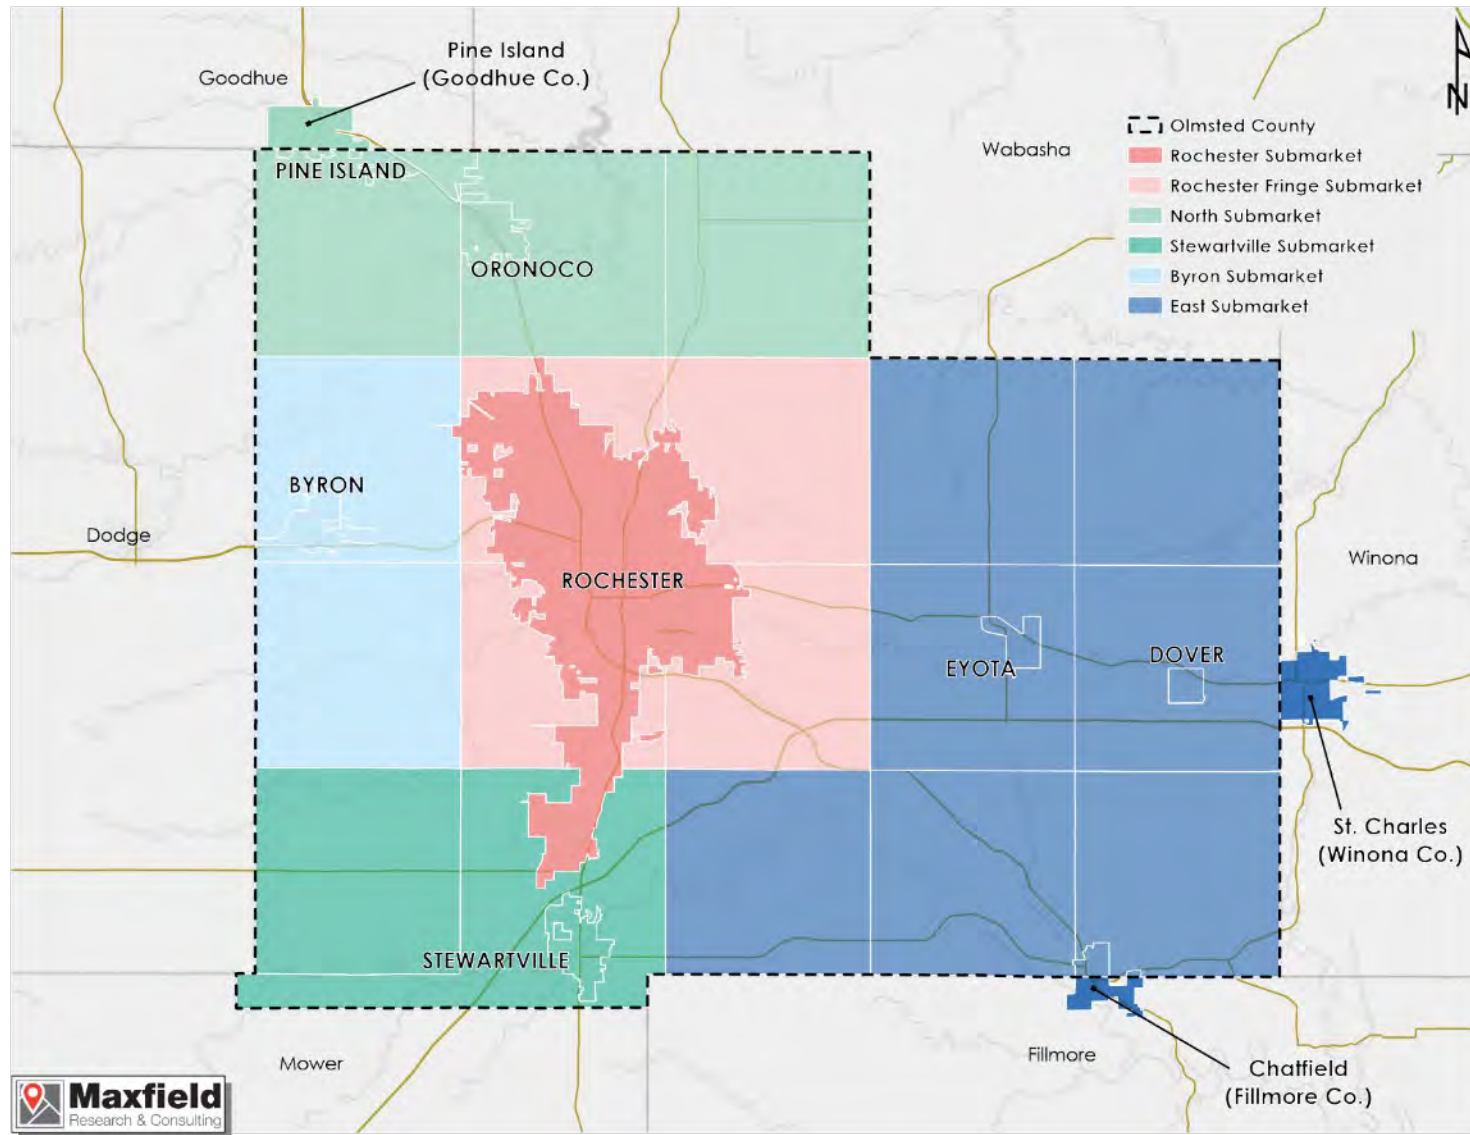 Pine Island
(Goodhue Co.)
Goodhue
N
Olmsted County
Rochester Submarket
Rochester Fringe Submarket
North Submarket
Stewartville Submarket
Byron Submarket
East Submarket
Wabasha
PINE ISLAND
ORONOCO
BYRON
Dodge
Winona
ROCHESTER
EYOTA
DOVER
St. Charles
(Winona Co.)
STEWARTVILLE
Mower
Fillmore
Chatfield
(Fillmore Co.)
Maxfield
Research & Consulting